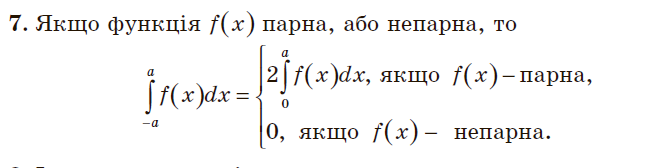 7. Якщо функція f(x) парна, або непарна, то
∫_{-a}^{a} f(x)dx = { 2∫_{0}^{a} f(x)dx, якщо f(x) – парна,
0, якщо f(x) – непарна.